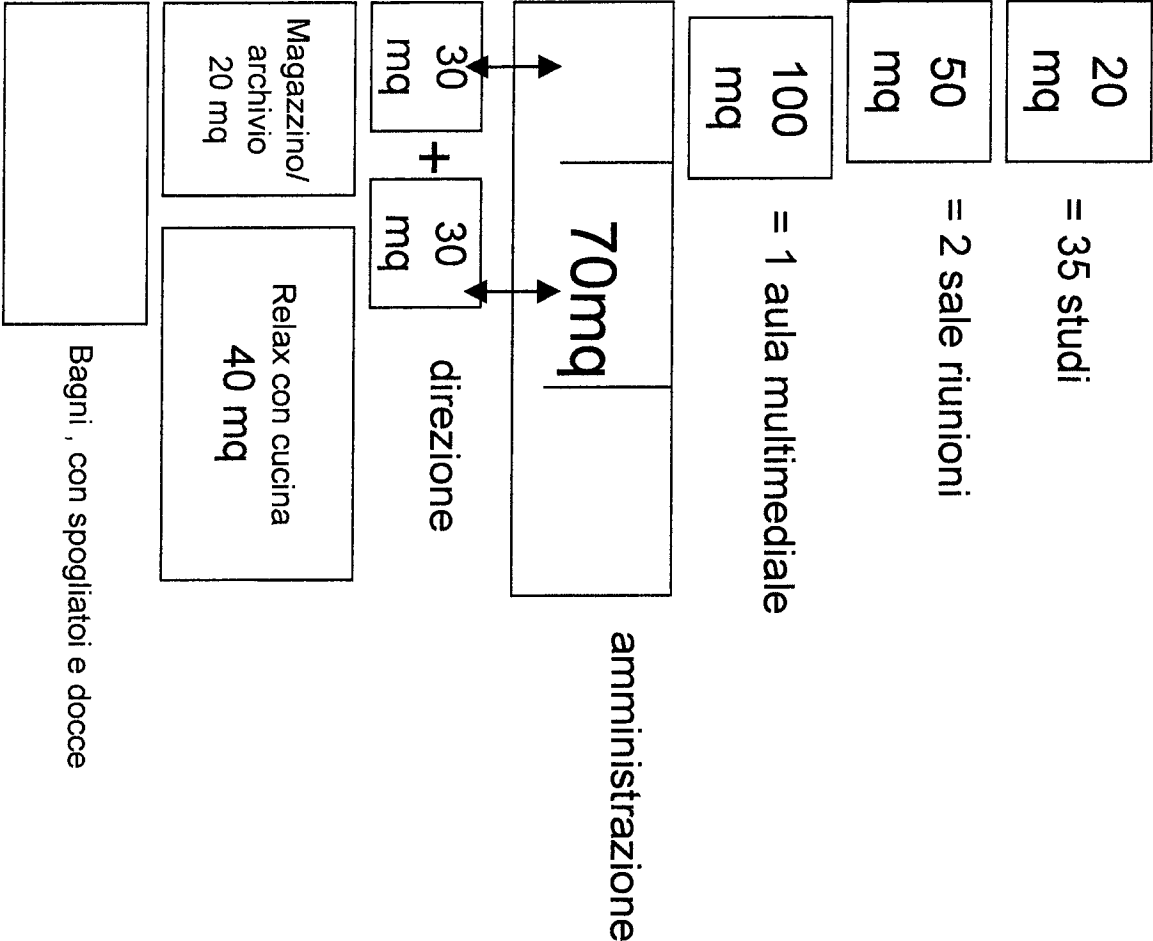 20
mq
= 35 studi
50
mq
= 2 sale riunioni
100
mq
= 1 aula multimediale
70mq
amministrazione
30
mq
+
30
mq
direzione
Magazzino/
archivio
20 mq
Relax con cucina
40 mq
Bagni , con spogliatoi e docce